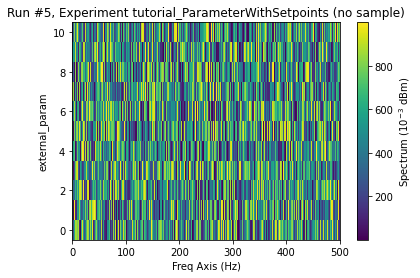 Run #5, Experiment tutorial_ParameterWithSetpoints (no sample)
10
8
6
4
2
0
external_param
0 100 200 300 400 500
Freq Axis (Hz)
800
600
400
200
Spectrum (10⁻³ dBm)